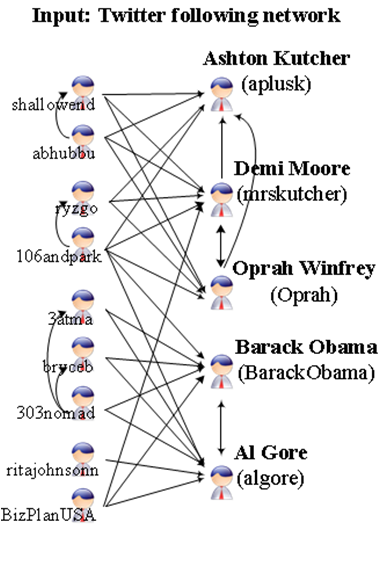 Input: Twitter following network
Ashton Kutcher
(aplusk)
shallowend
abhubbu
Demi Moore
(mrskutcher)
ryzgo
106andpark
Oprah Winfrey
(Oprah)
3atma
Barack Obama
(BarackObama)
bryceb
303nomad
Al Gore
(algore)
ritajohnsonn
BizPlanUSA